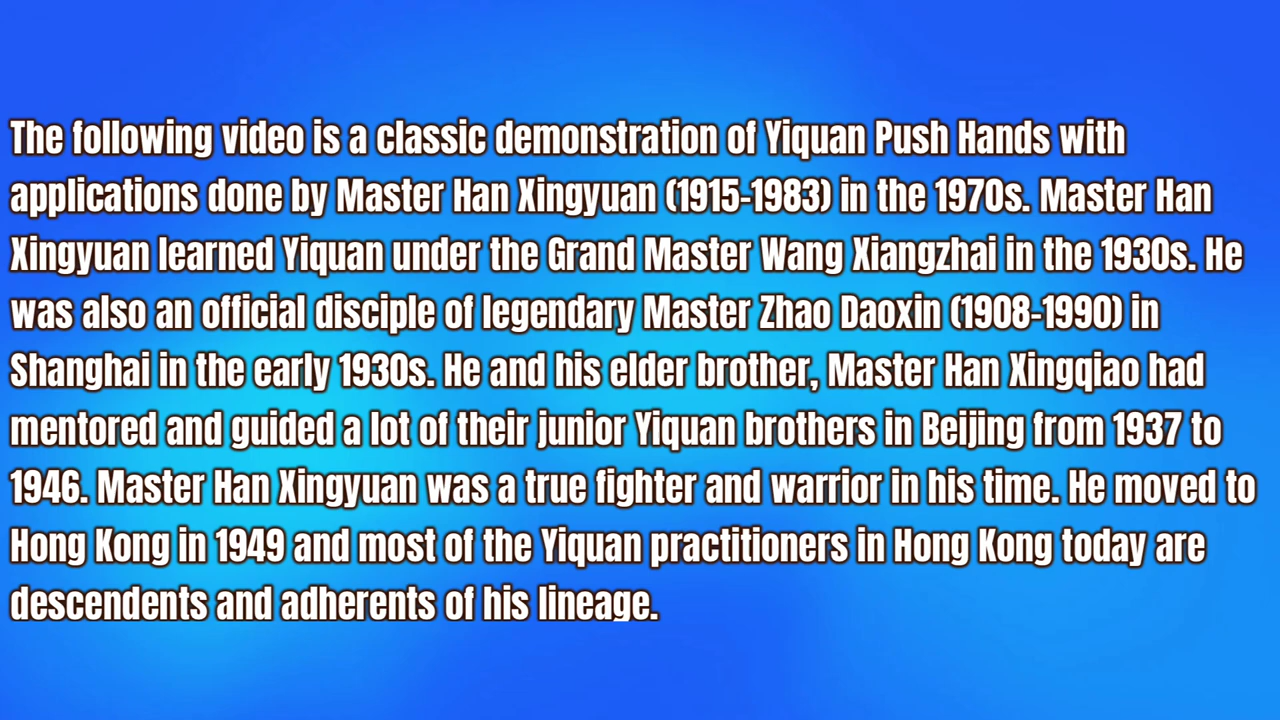 The following video is a classic demonstration of Yiquan Push Hands with
applications done by Master Han Xingyuan (1915-1983) in the 1970s. Master Han
Xingyuan learned Yiquan under the Grand Master Wang Xiangzhai in the 1930s. He
was also an official disciple of legendary Master Zhao Daoxin (1908-1990) in
Shanghai in the early 1930s. He and his elder brother, Master Han Xingqiao had
mentored and guided a lot of their junior Yiquan brothers in Beijing from 1937 to
1946. Master Han Xingyuan was a true fighter and warrior in his time. He moved to
Hong Kong in 1949 and most of the Yiquan practitioners in Hong Kong today are
descendents and adherents of his lineage.